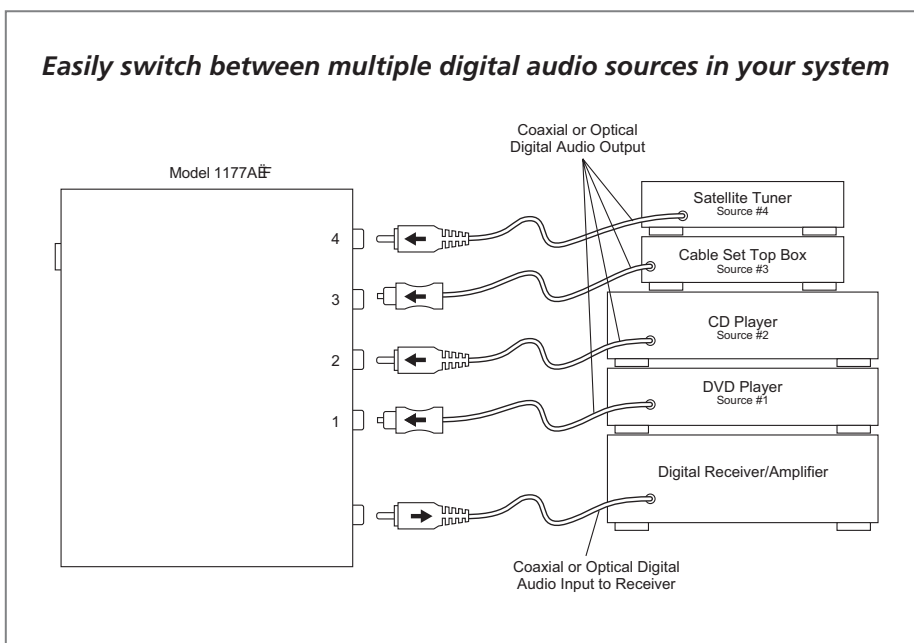 Easily switch between multiple digital audio sources in your system
Coaxial or Optical
Digital Audio Output
Model
Satellite Tuner
Source #4
4
Cable Set Top Box
Source #3
3
CD Player
Source #2
2
DVD Player
Source #1
1
Digital Receiver/Amplifier
Coaxial or Optical Digital
Audio Input to Receiver